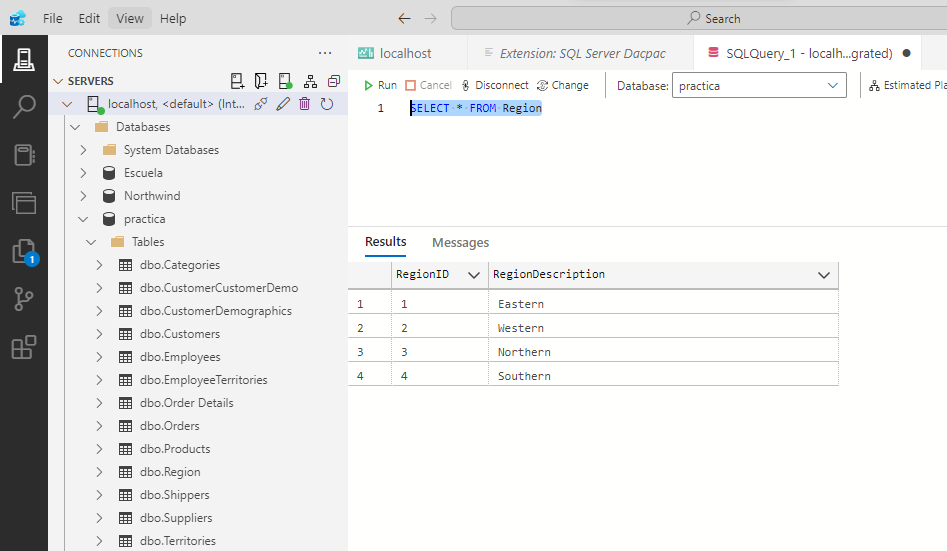 File Edit View Help
Search
CONNECTIONS
SERVERS
localhost, <default> (Int...
Databases
System Databases
Escuela
Northwind
practica
Tables
dbo.Categories
dbo.CustomerCustomerDemo
dbo.CustomerDemographics
dbo.Customers
dbo.Employees
dbo.EmployeeTerritories
dbo.Order Details
dbo.Orders
dbo.Products
dbo.Region
dbo.Shippers
dbo.Suppliers
dbo.Territories
1
localhost Extension: SQL Server Dacpac SQLQuery_1 - localh...grated)
Run Cancel Disconnect Change Database: practica Estimated Pla
1 SELECT * FROM Region
Results Messages
RegionID RegionDescription
1 1 Eastern
2 2 Western
3 3 Northern
4 4 Southern